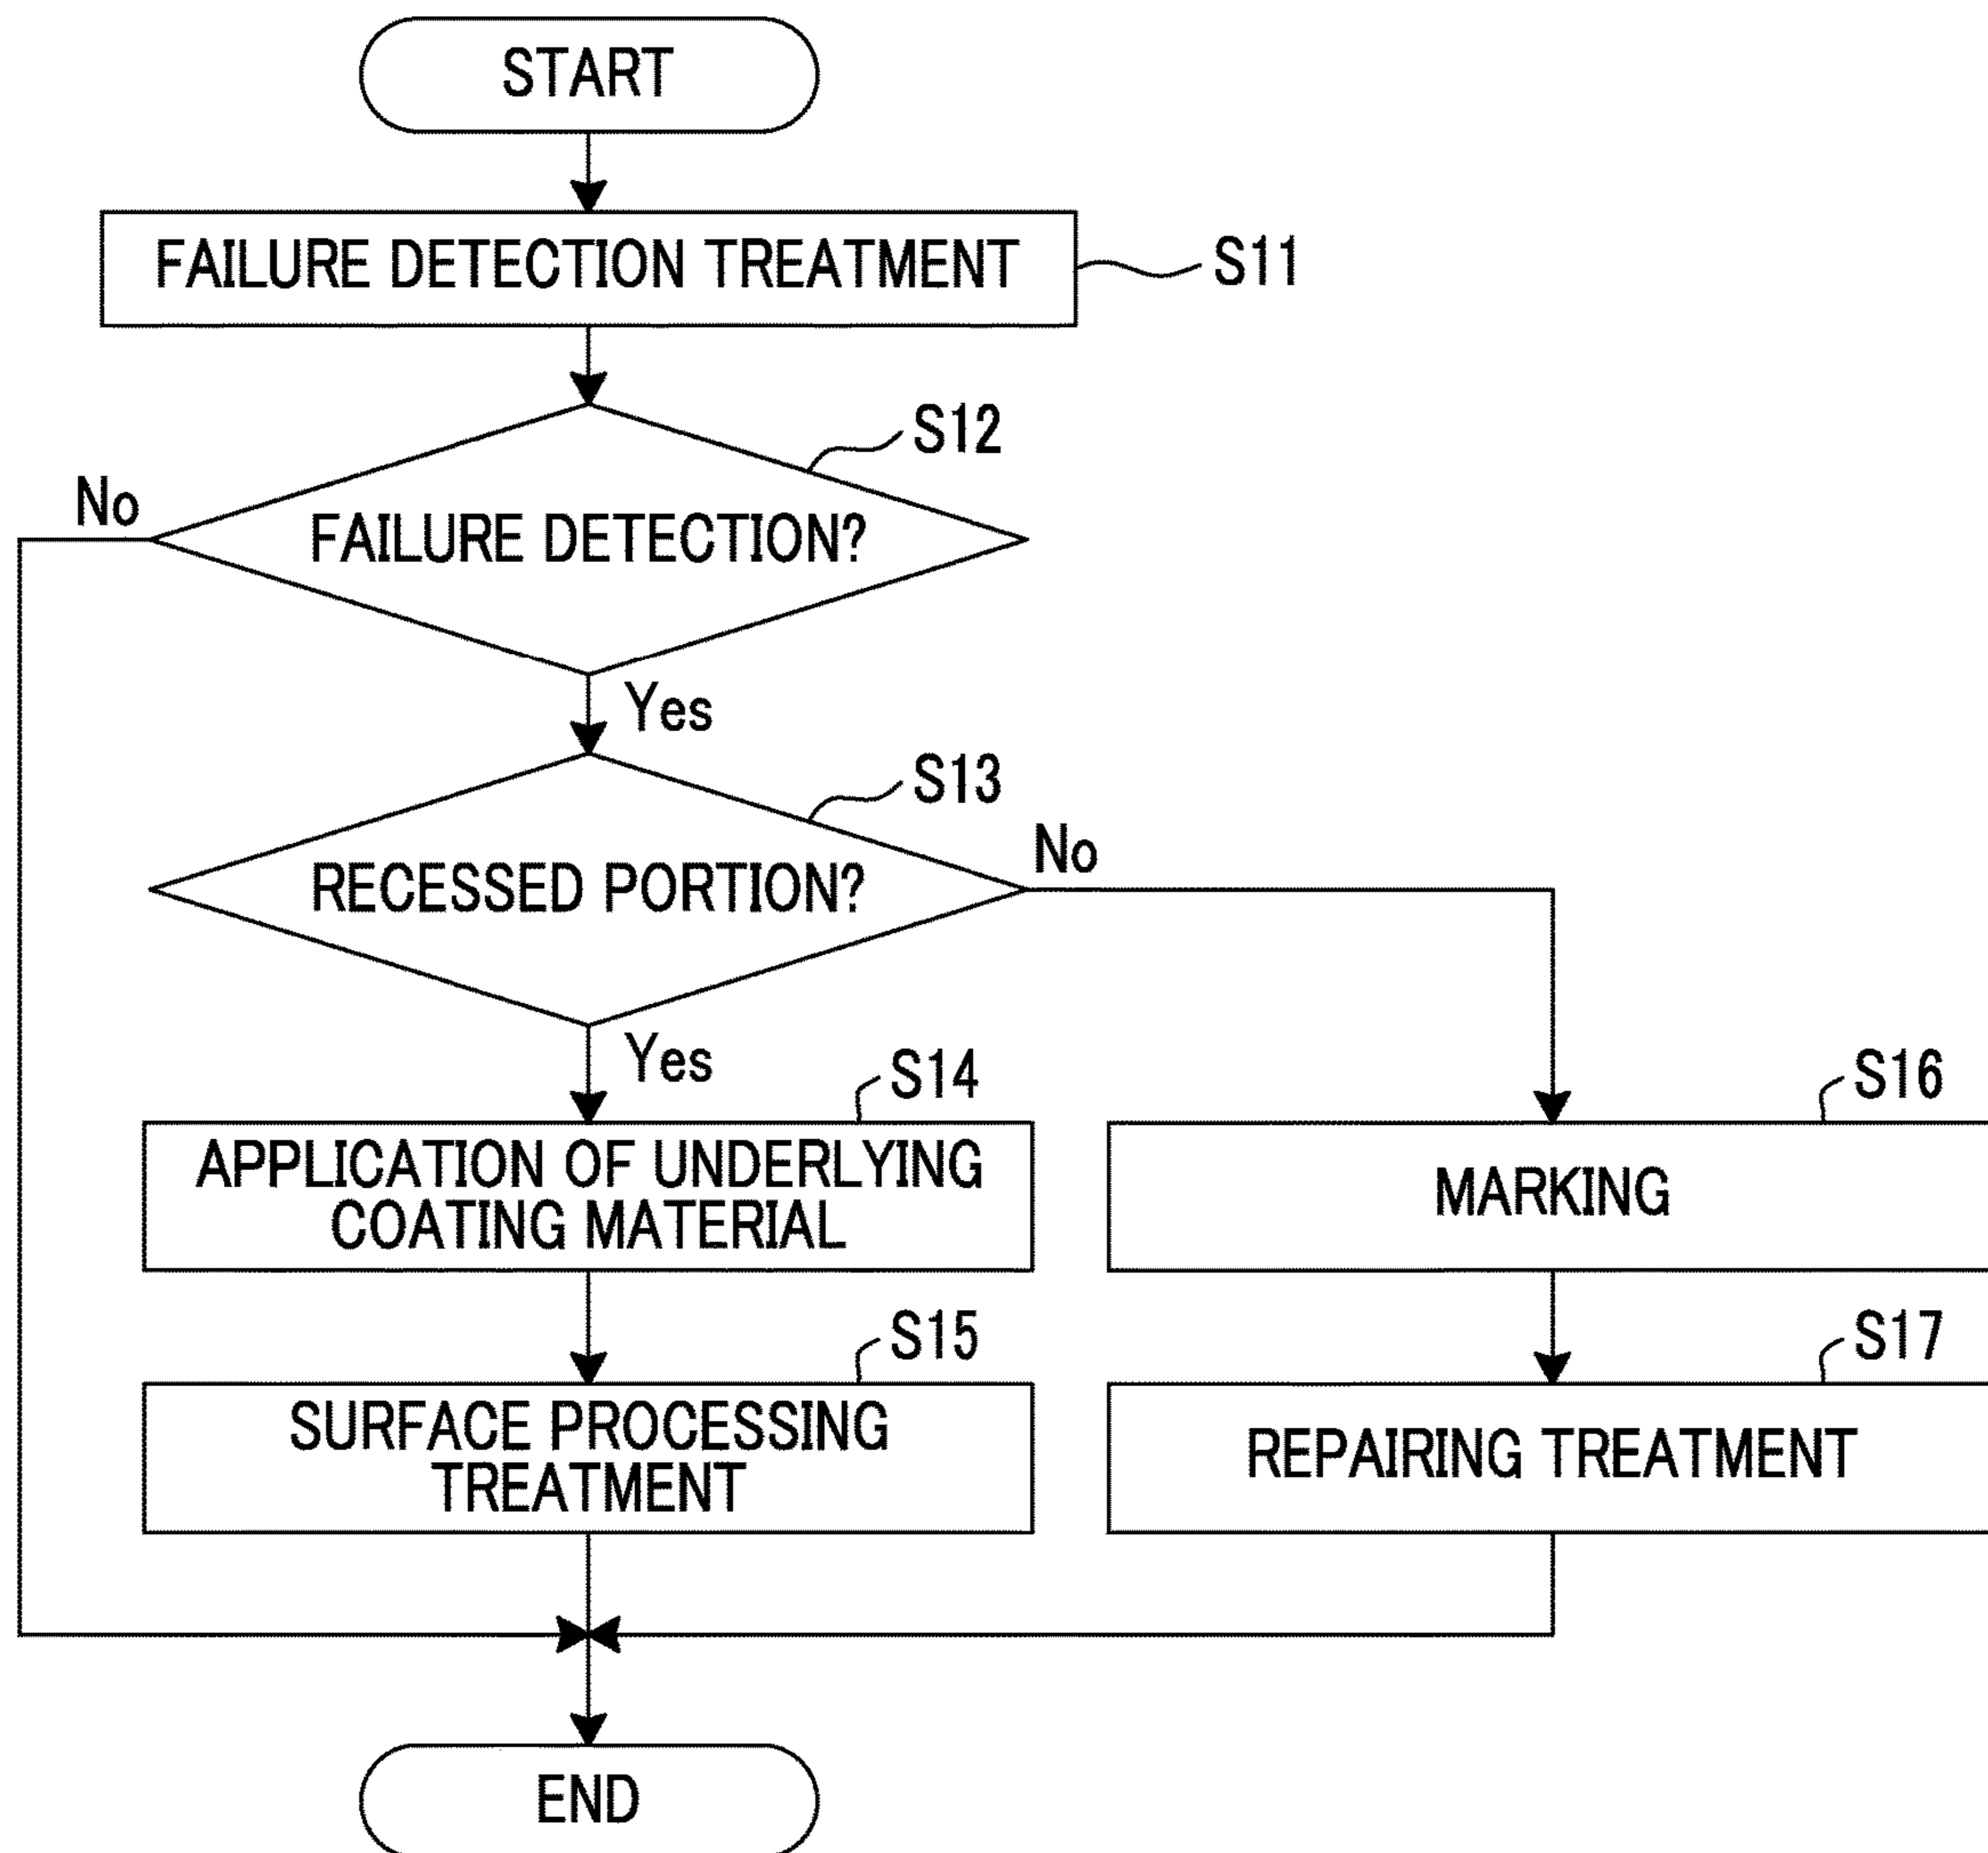 START
FAILURE DETECTION TREATMENT
S11
S12
No
FAILURE DETECTION?
Yes
S13
No
RECESSED PORTION?
Yes
S14
APPLICATION OF UNDERLYING
COATING MATERIAL
S16
MARKING
S15
SURFACE PROCESSING
TREATMENT
S17
REPAIRING TREATMENT
END